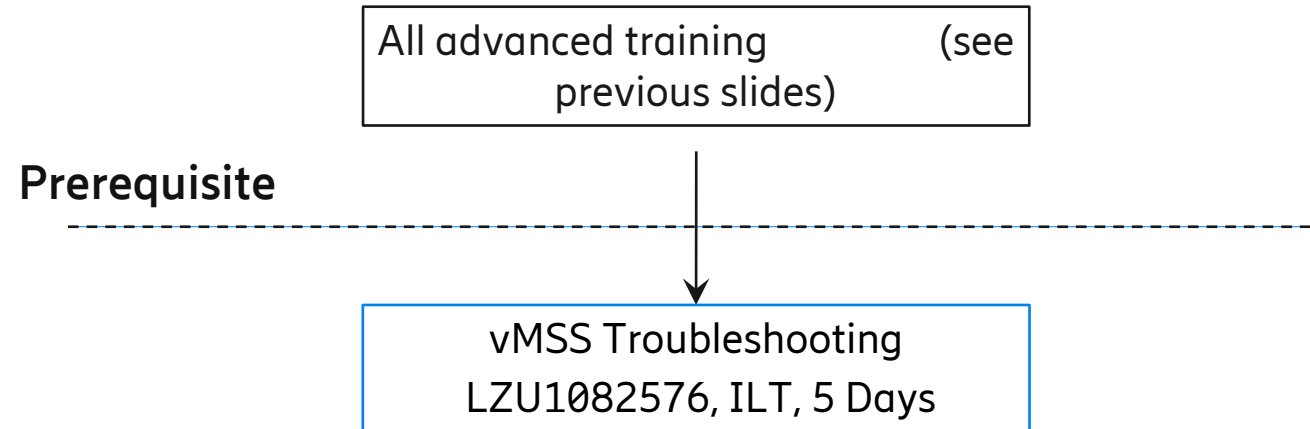 All advanced training (see
previous slides)
Prerequisite
vMSS Troubleshooting
LZU1082576, ILT, 5 Days